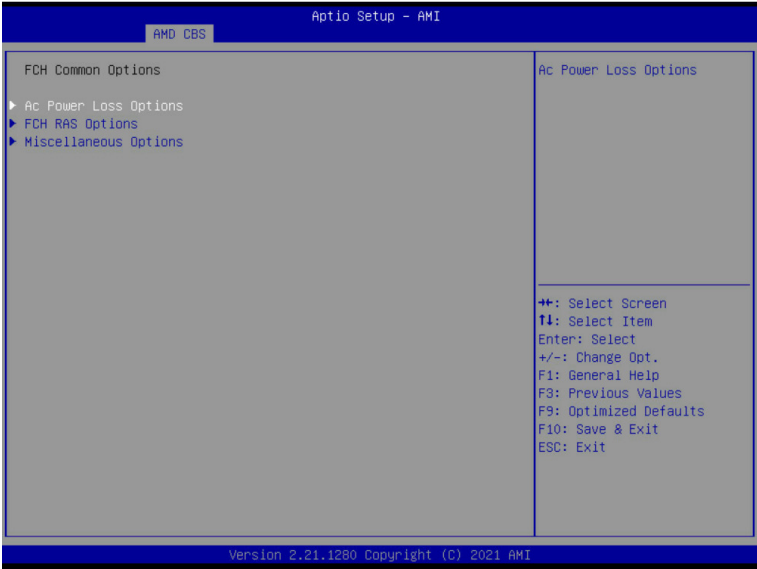 Aptio Setup – AMI
AMD CBS
FCH Common Options
Ac Power Loss Options
FCH RAS Options
Miscellaneous Options
Ac Power Loss Options
→←: Select Screen
↑↓: Select Item
Enter: Select
+/-: Change Opt.
F1: General Help
F3: Previous Values
F9: Optimized Defaults
F10: Save & Exit
ESC: Exit
Version 2.21.1280 Copyright (C) 2021 AMI